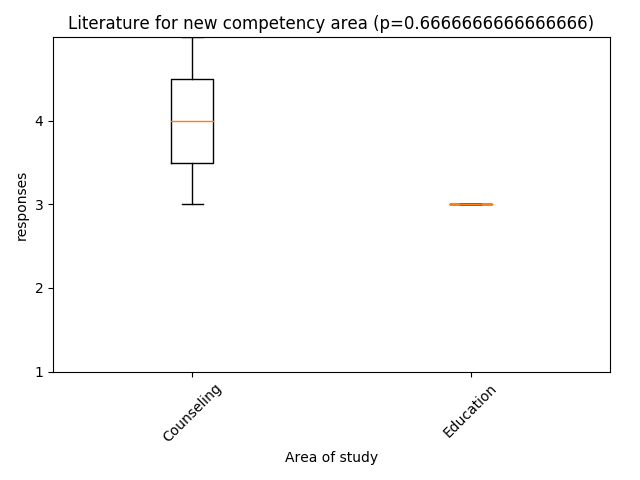 Literature for new competency area (p=0.6666666666666666)
responses
4
3
2
1
Counseling
Education
Area of study